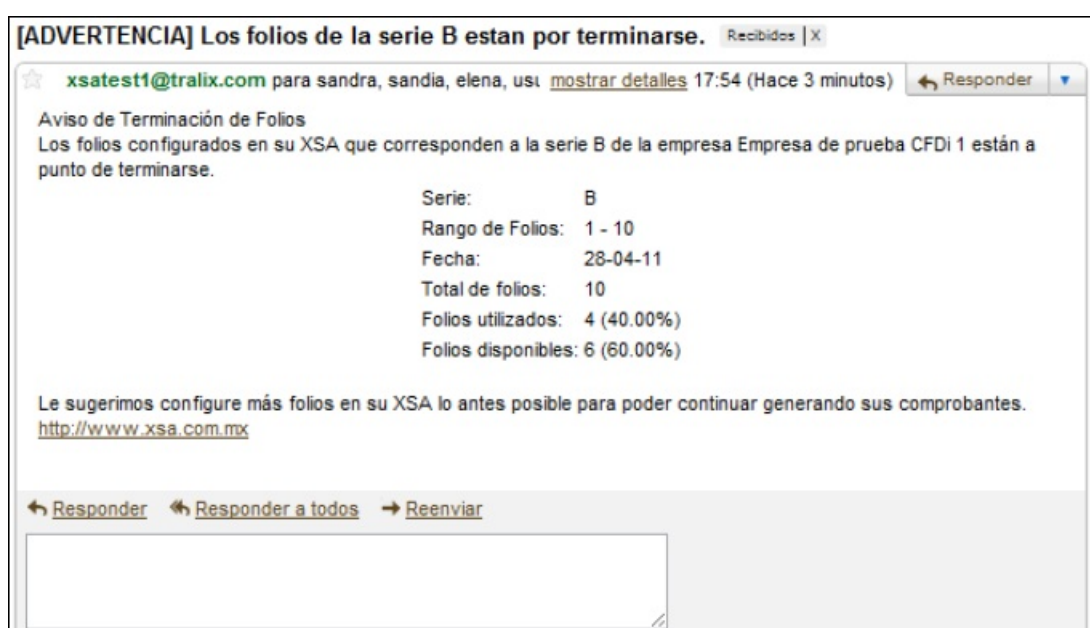 [ADVERTENCIA] Los folios de la serie B estan por terminarse. Recibidos | X
xsatest1@tralix.com para sandra, sandia, elena, usu mostrar detalles 17:54 (Hace 3 minutos) Responder
Aviso de Terminación de Folios
Los folios configurados en su XSA que corresponden a la serie B de la empresa Empresa de prueba CFDi 1 están a
punto de terminarse.
Serie: B
Rango de Folios: 1 - 10
Fecha: 28-04-11
Total de folios: 10
Folios utilizados: 4 (40.00%)
Folios disponibles: 6 (60.00%)
Le sugerimos configure más folios en su XSA lo antes posible para poder continuar generando sus comprobantes.
http://www.xsa.com.mx
Responder Responder a todos Reenviar